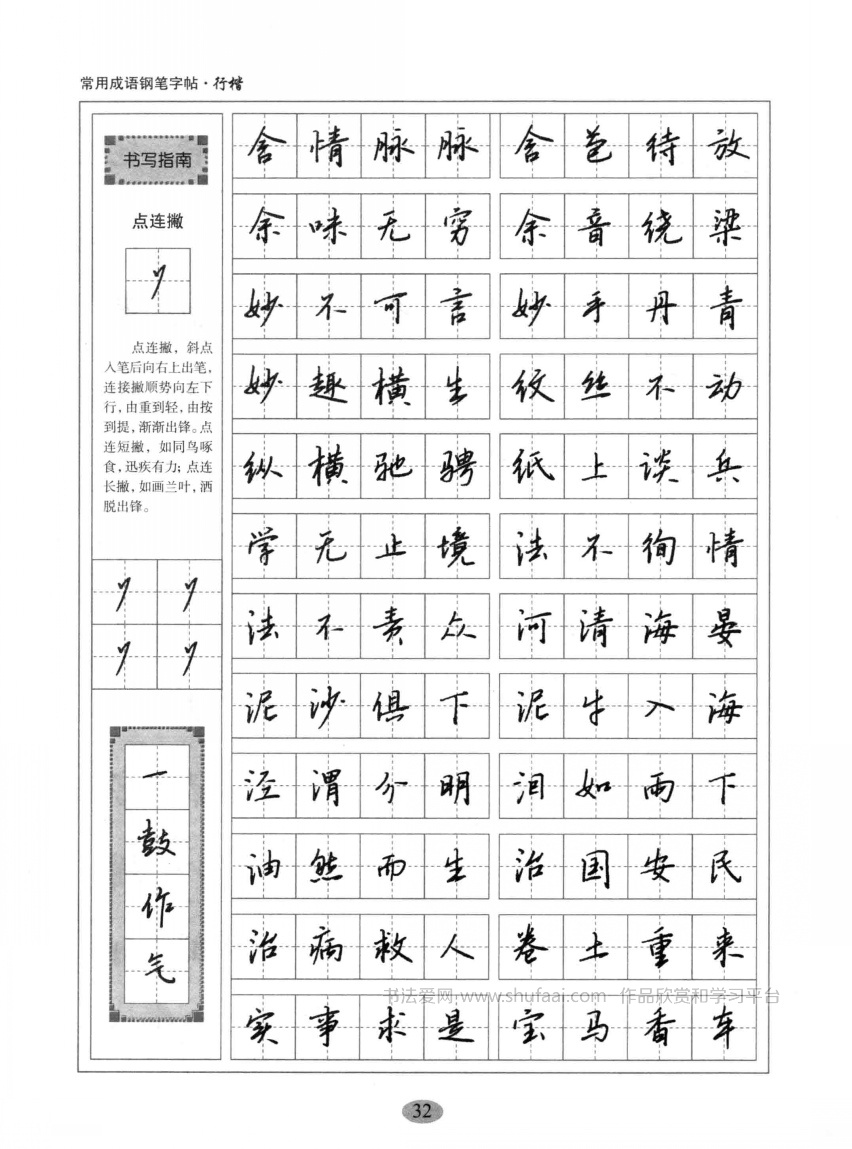 常用成语钢笔字帖·行楷
书写指南
点连撇
点连撇，斜点
入笔后向右上出笔，
连接撇顺势向左下
行，由重到轻，由按
到提，渐渐出锋。点
连短撇，如同鸟啄
食，迅疾有力；点连
长撇，如画兰叶，洒
脱出锋。
一鼓作气
含情脉脉 含苞待放
余味无穷 余音绕梁
妙不可言 妙手丹青
妙趣横生 纹丝不动
纵横驰骋 纸上谈兵
学无止境 法不徇情
法不责众 河清海晏
泥沙俱下 泥牛入海
泾渭分明 泪如雨下
油然而生 治国安民
治病救人 卷土重来
书法爱网 www.shufaai.com 作品欣赏和学习平台
实事求是 宝马香车
32